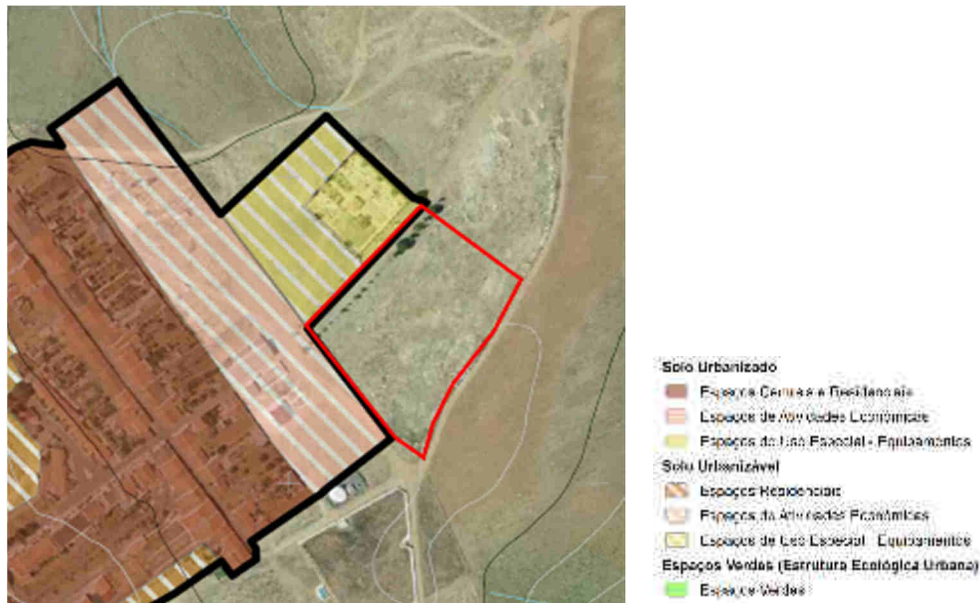 Solo Urbanizado
Espaços Centrais e Residenciais
Espaços de Atividades Económicas
Espaços de Uso Especial - Equipamentos
Solo Urbanizável
Espaços Residenciais
Espaços de Atividades Económicas
Espaços de Uso Especial - Equipamentos
Espaços Verdes (Estrutura Ecológica Urbana)
Espaços Verdes